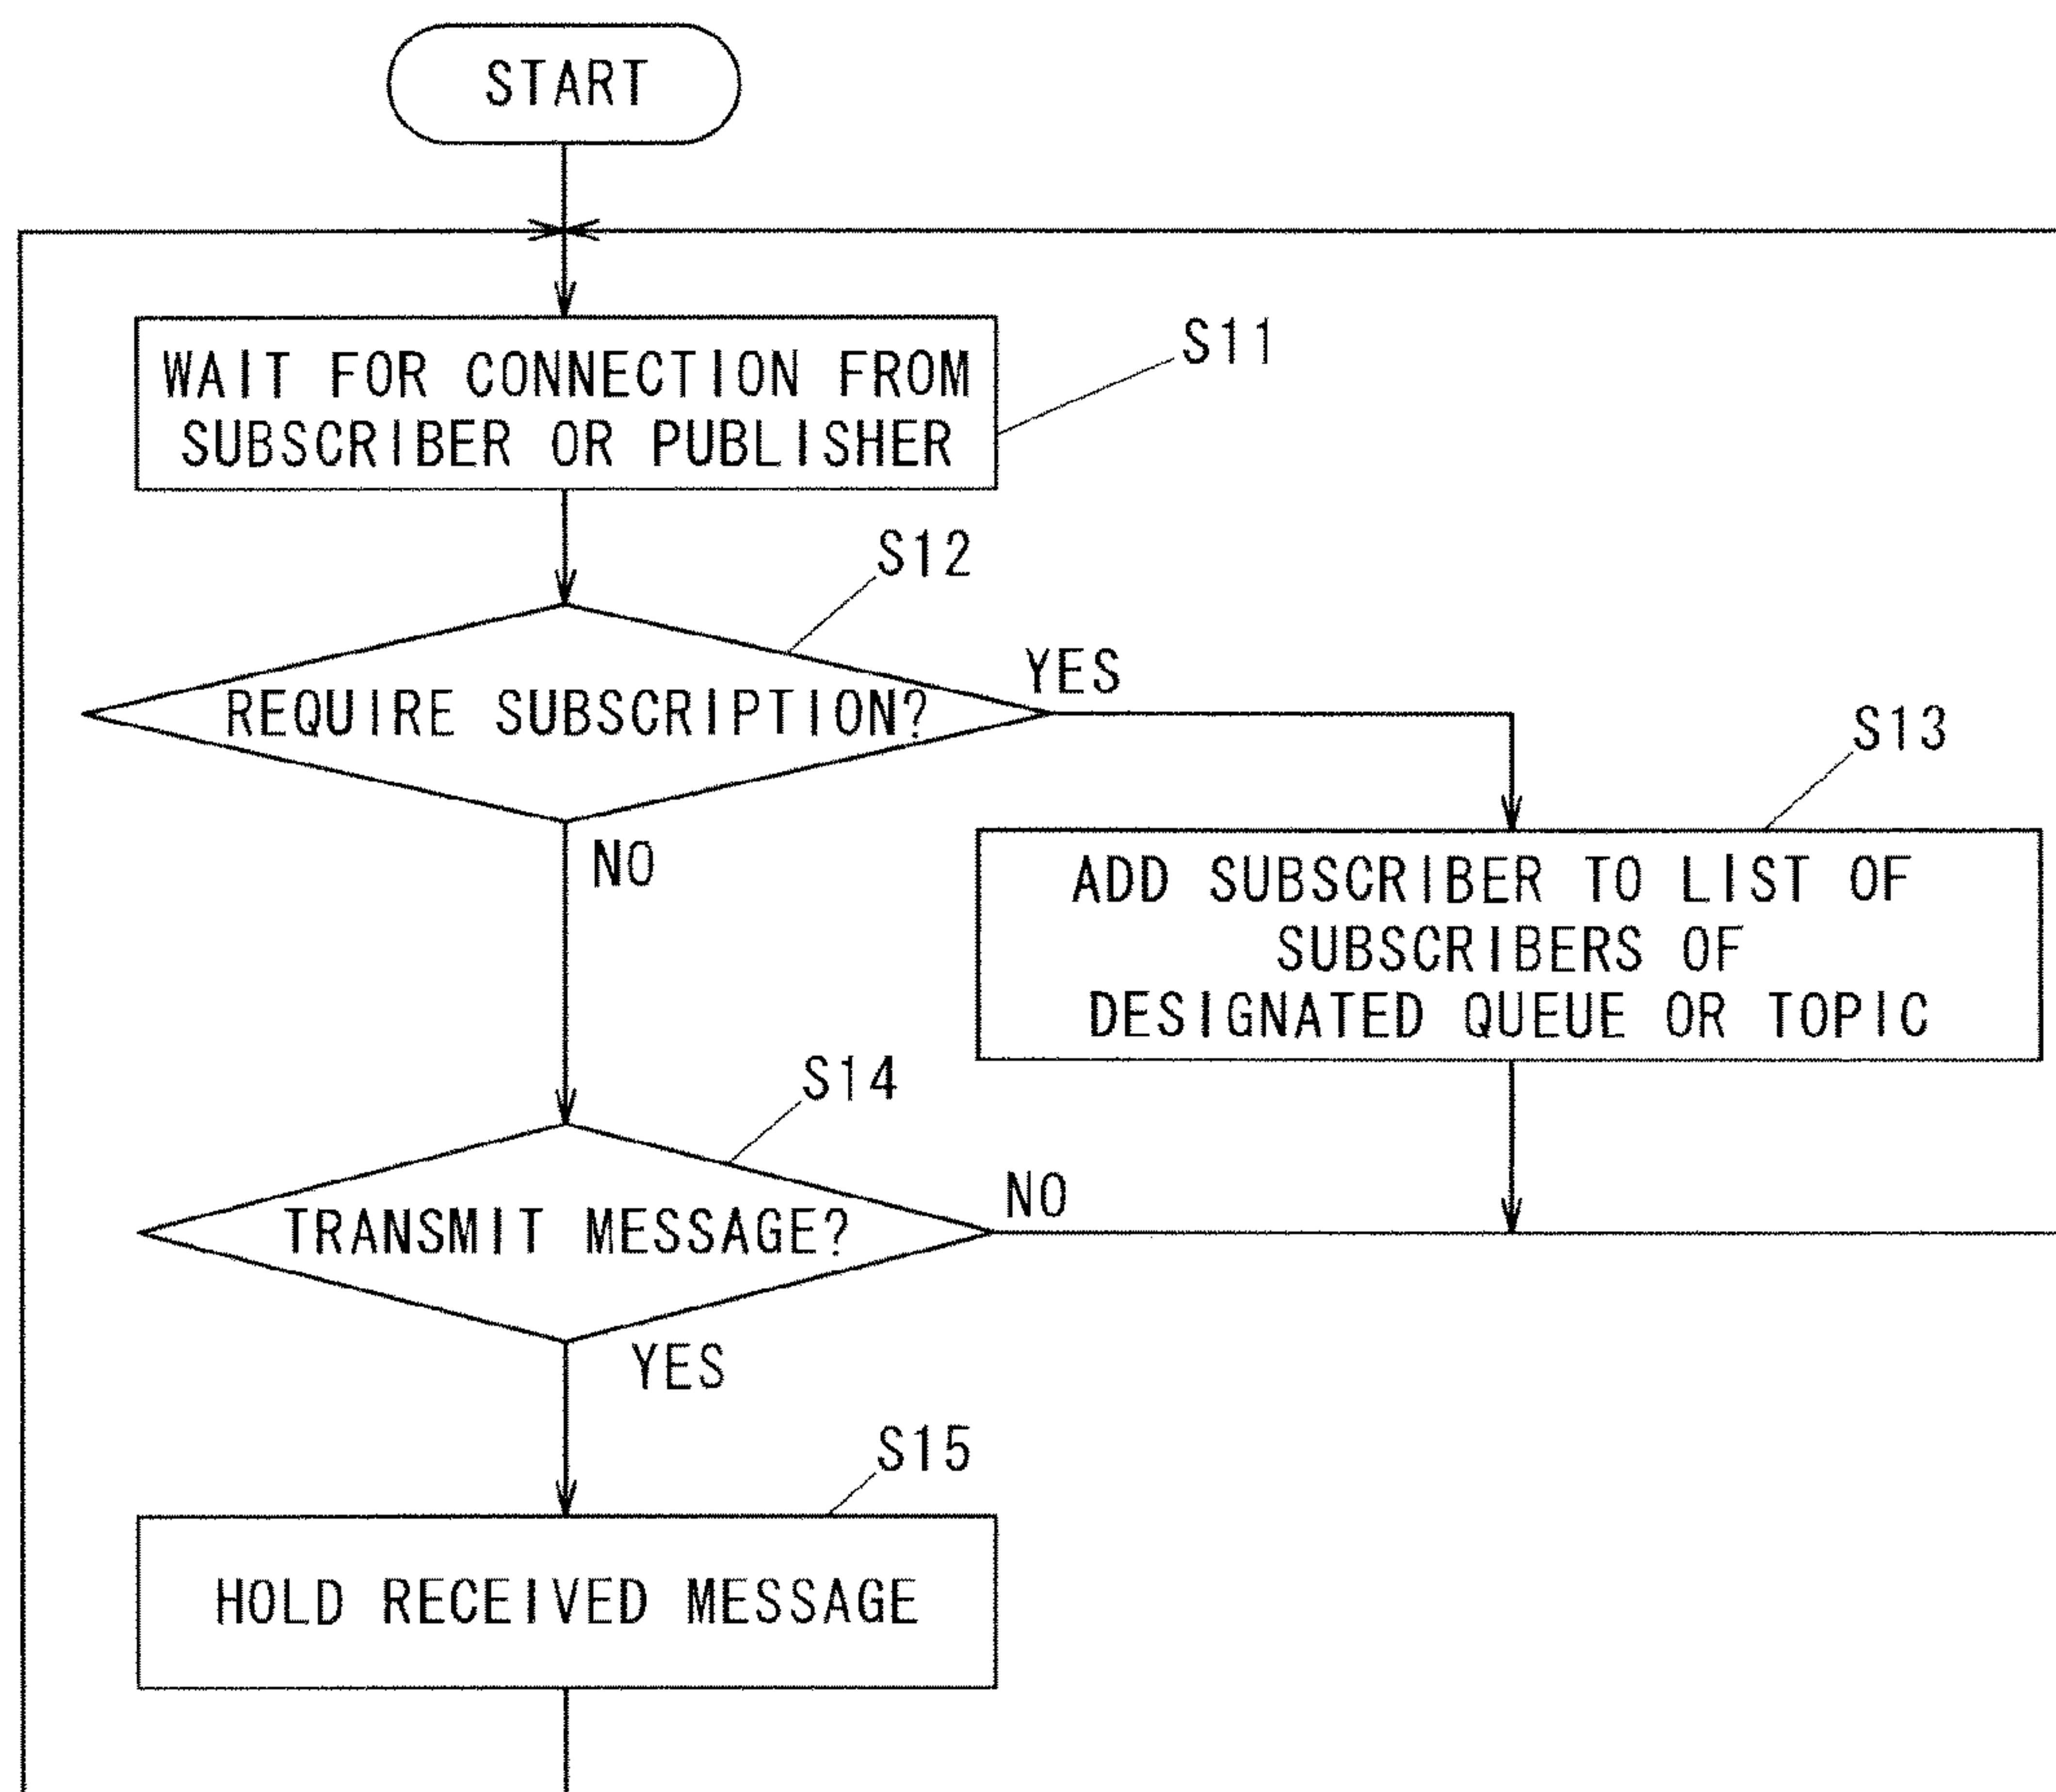 START
WAIT FOR CONNECTION FROM
SUBSCRIBER OR PUBLISHER
S11
S12
REQUIRE SUBSCRIPTION?
YES
NO
S13
ADD SUBSCRIBER TO LIST OF
SUBSCRIBERS OF
DESIGNATED QUEUE OR TOPIC
S14
TRANSMIT MESSAGE?
NO
YES
S15
HOLD RECEIVED MESSAGE